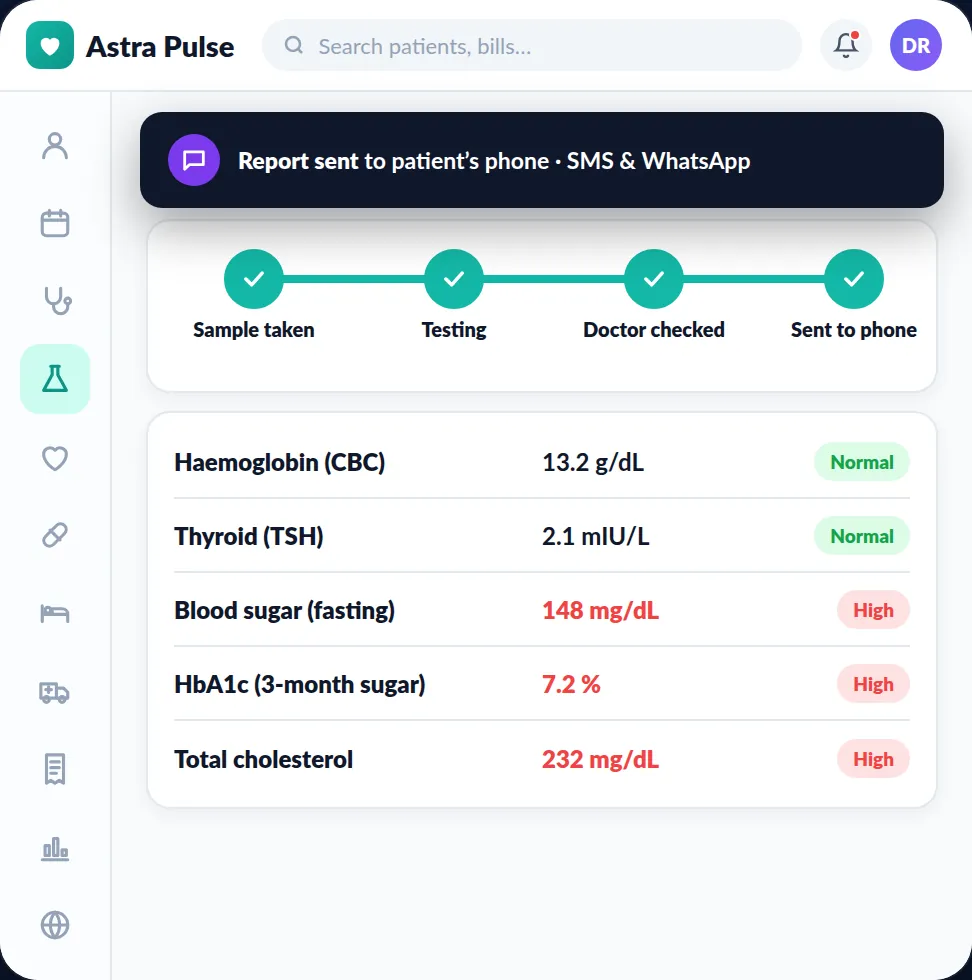 Astra Pulse
Search patients, bills...
DR
Report sent to patient's phone · SMS & WhatsApp
Sample taken
Testing
Doctor checked
Sent to phone
Haemoglobin (CBC) 13.2 g/dL Normal
Thyroid (TSH) 2.1 mIU/L Normal
Blood sugar (fasting) 148 mg/dL High
HbA1c (3-month sugar) 7.2 % High
Total cholesterol 232 mg/dL High